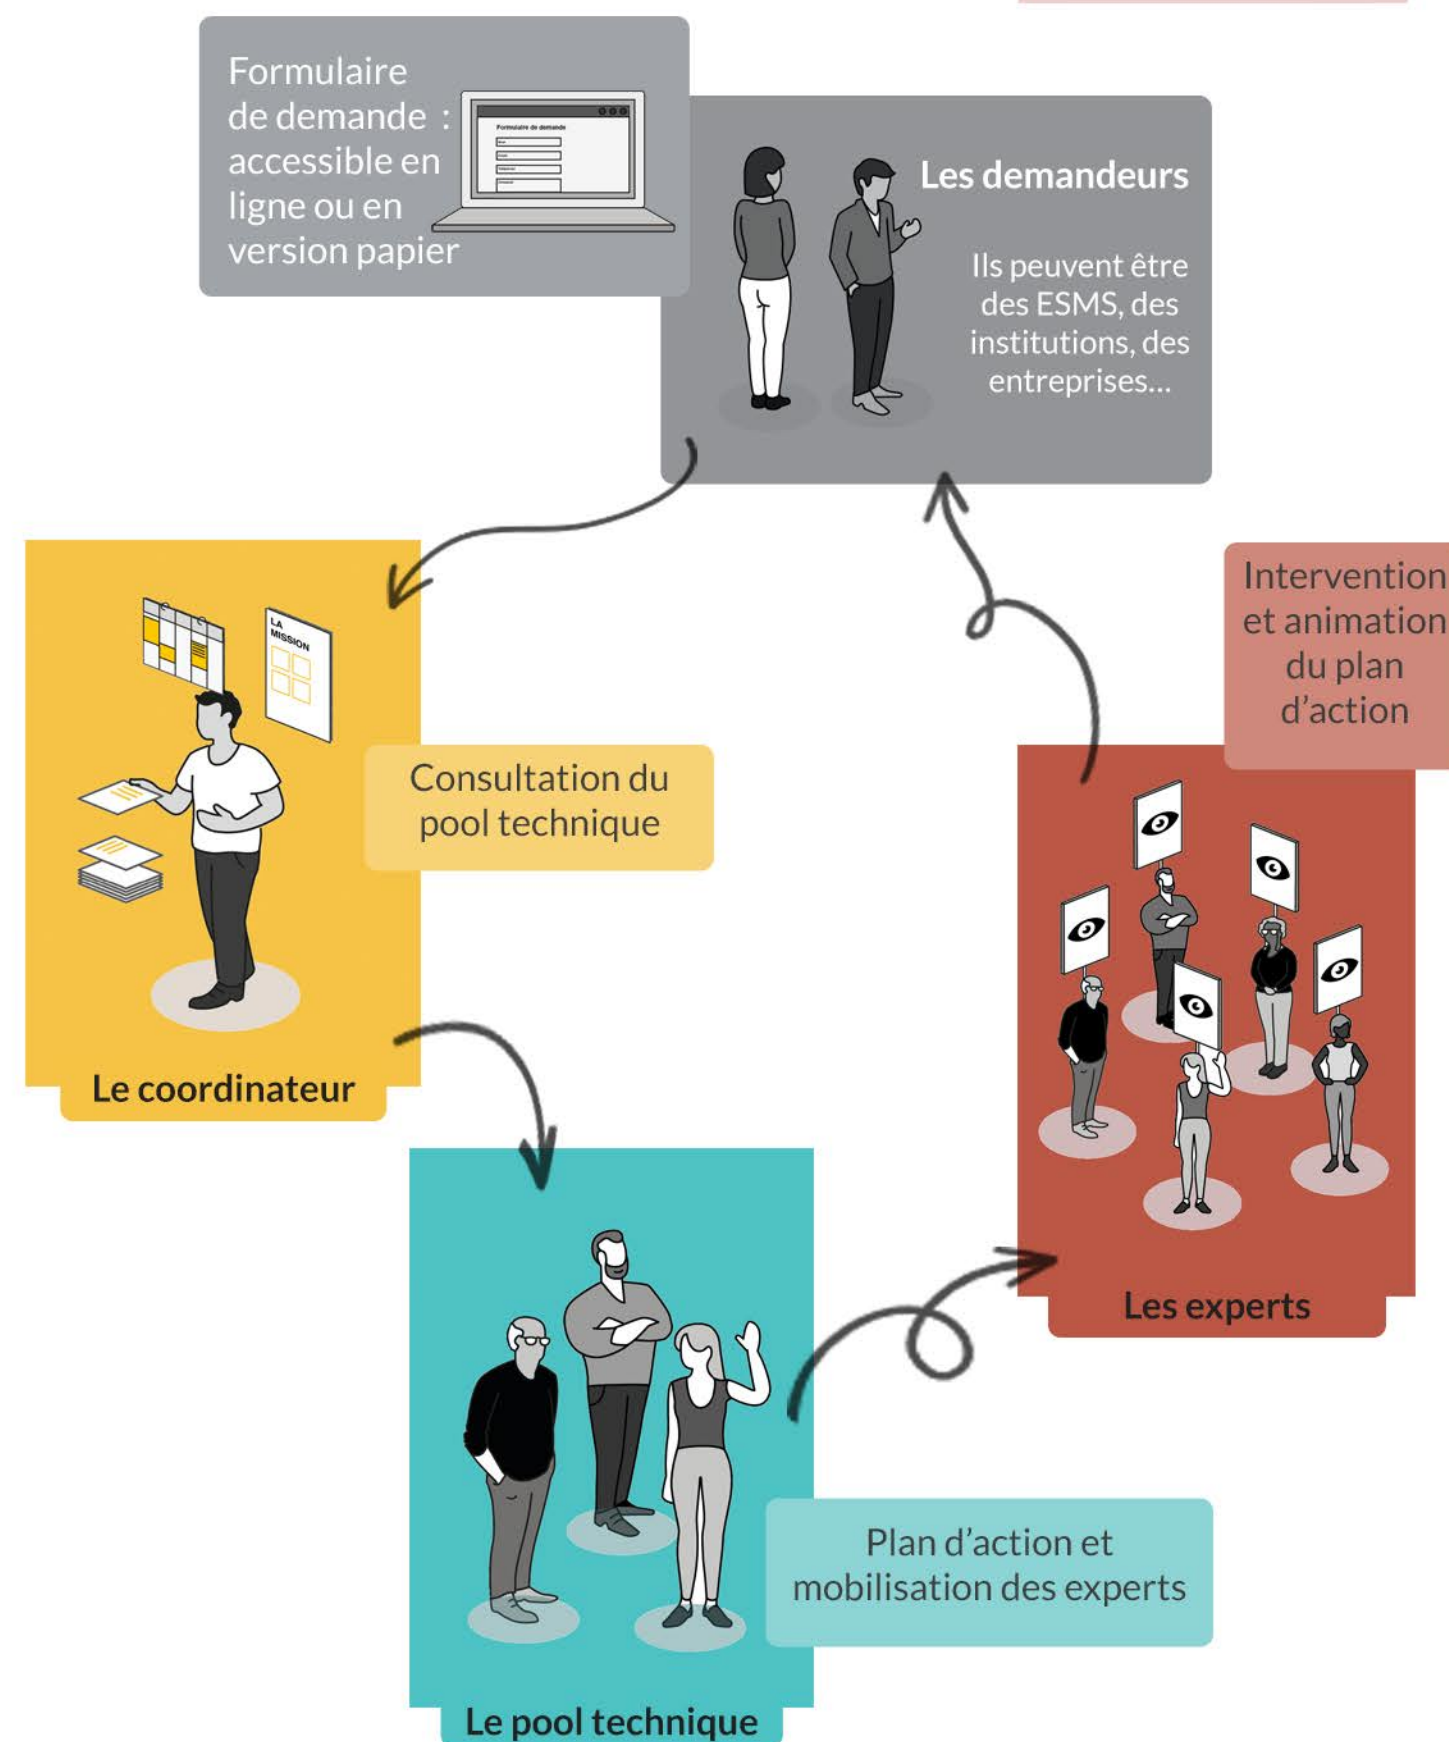 Formulaire
de demande :
accessible en
ligne ou en
version papier
Formulaire de demande
Les demandeurs
Ils peuvent être
des ESMS, des
institutions, des
entreprises...
LA
MISSION
Consultation du
pool technique
Le coordinateur
Intervention
et animation
du plan
d’action
Les experts
Plan d’action et
mobilisation des experts
Le pool technique